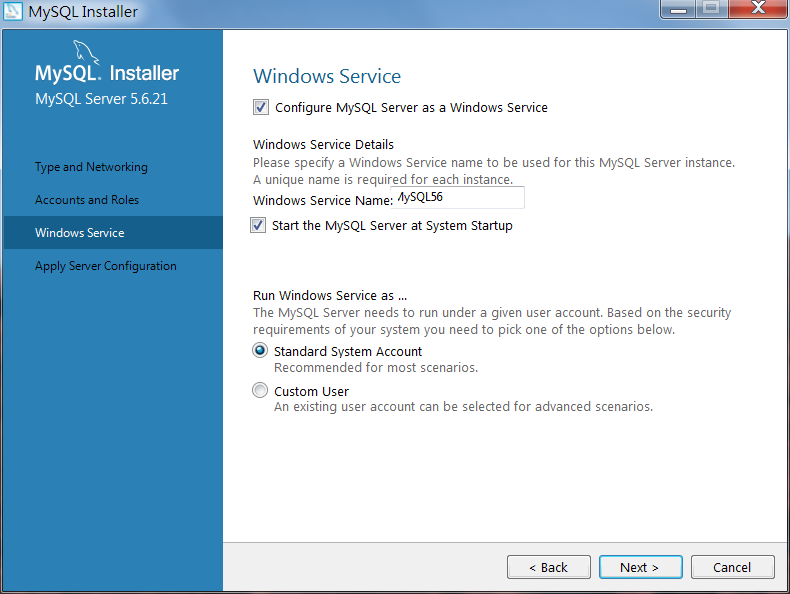 MySQL Installer
MySQL. Installer
MySQL Server 5.6.21
Type and Networking
Accounts and Roles
Windows Service
Apply Server Configuration
Windows Service
Configure MySQL Server as a Windows Service
Windows Service Details
Please specify a Windows Service name to be used for this MySQL Server instance.
A unique name is required for each instance.
Windows Service Name: MySQL56
Start the MySQL Server at System Startup
Run Windows Service as ...
The MySQL Server needs to run under a given user account. Based on the security
requirements of your system you need to pick one of the options below.
Standard System Account
Recommended for most scenarios.
Custom User
An existing user account can be selected for advanced scenarios.
< Back Next > Cancel